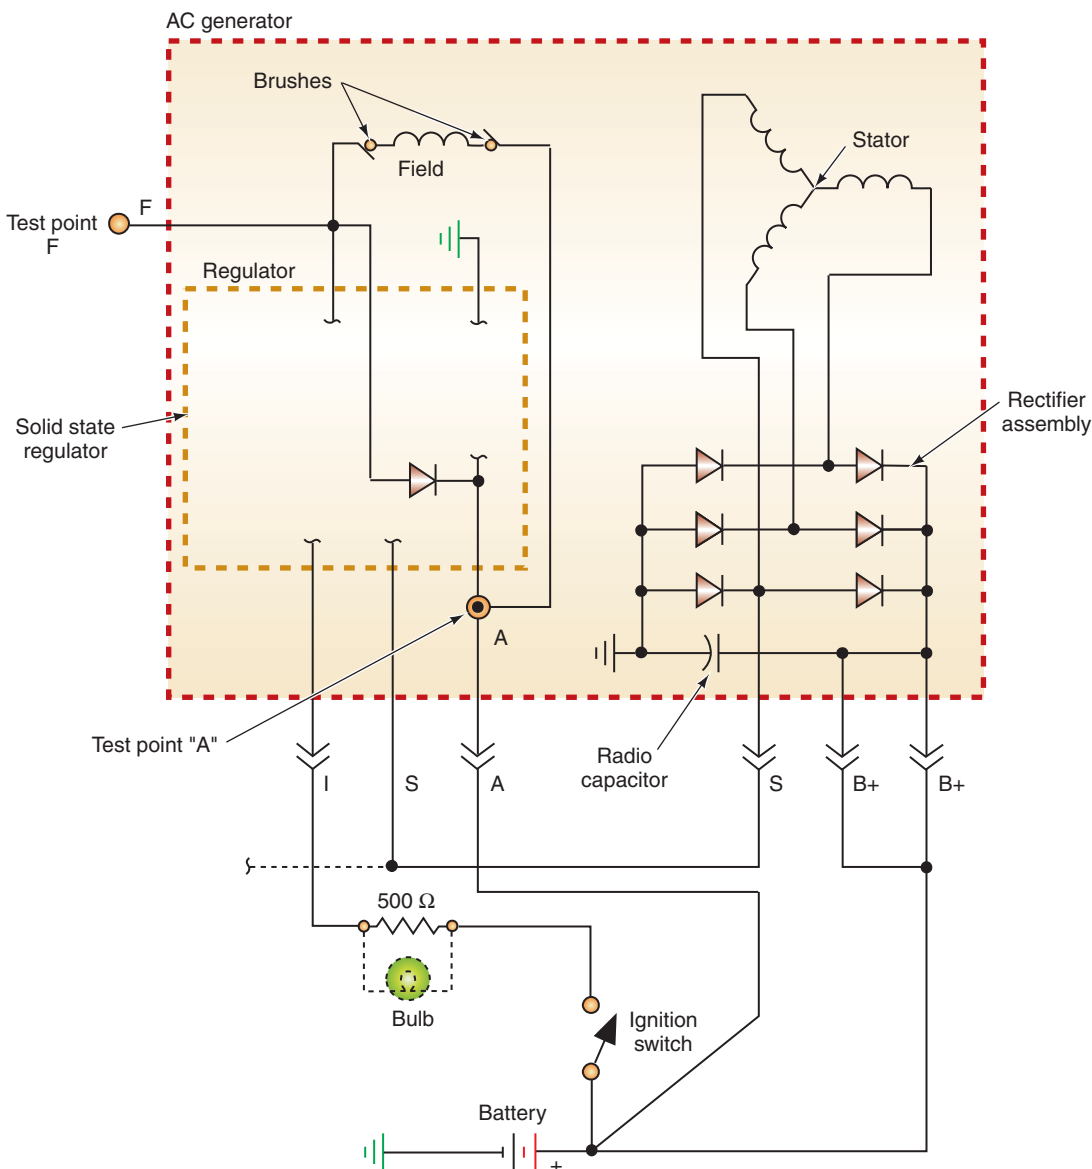 AC generator
Brushes
Field
Stator
Test point
F
F
Regulator
Solid state
regulator
Rectifier
assembly
A
Test point "A"
Radio
capacitor
I
S
A
S
B+
B+
500 Ω
Bulb
Ignition
switch
Battery
+